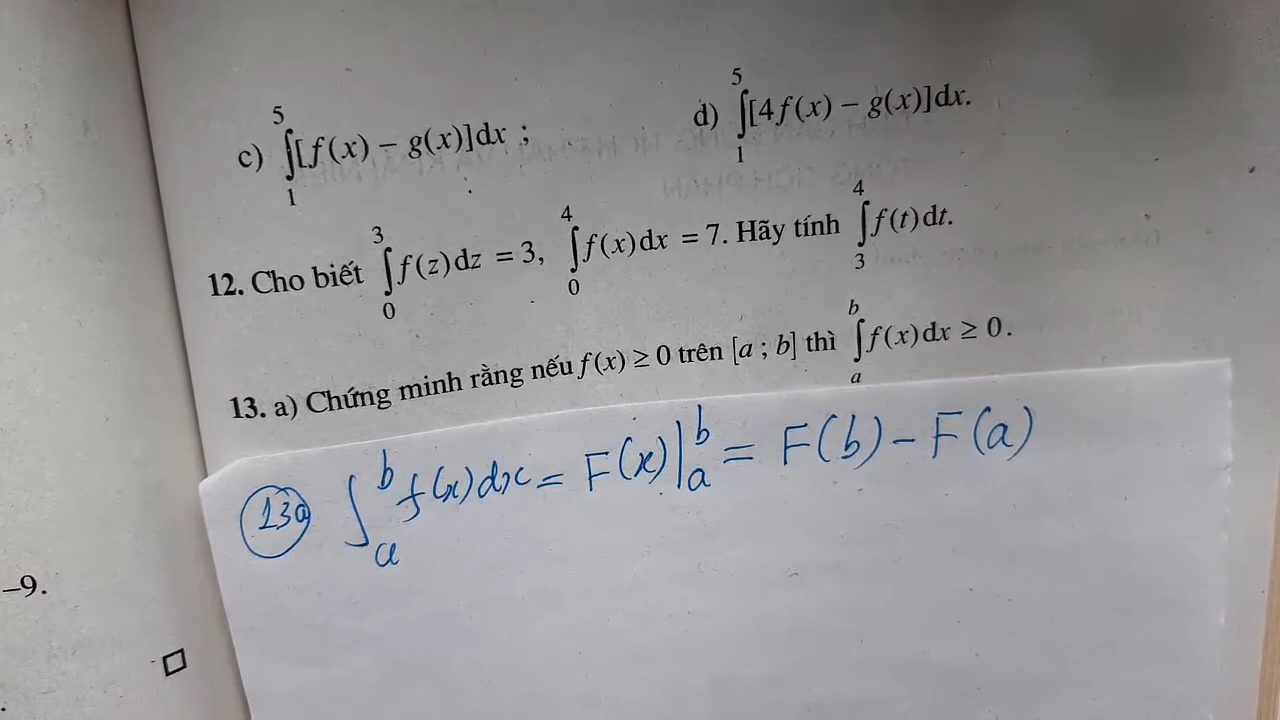 c) ∫₁⁵[f(x) – g(x)]dx ; d) ∫₁⁵[4f(x) – g(x)]dx.
12. Cho biết ∫₀³f(z)dz = 3, ∫₀⁴f(x)dx = 7. Hãy tính ∫₃⁴f(t)dt.
13. a) Chứng minh rằng nếu f(x) ≥ 0 trên [a ; b] thì ∫ₐᵇf(x)dx ≥ 0.
13a ∫ₐᵇ f(x)dx = F(x)|ₐᵇ = F(b) – F(a)
–9.